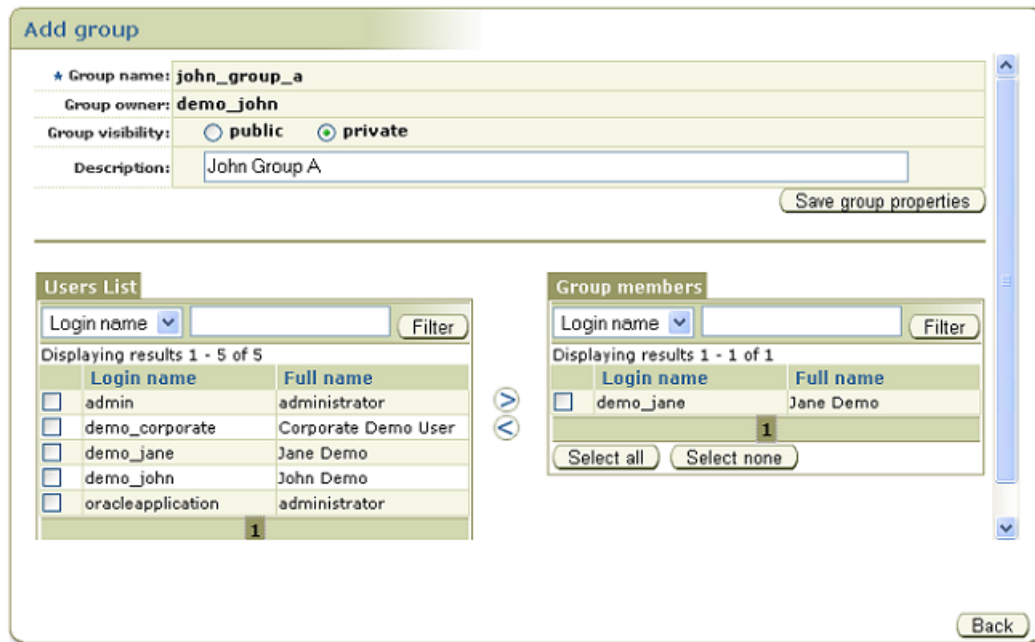 Add group
* Group name: john_group_a
Group owner: demo_john
Group visibility: public private
Description: John Group A
Save group properties
Users List
Login name Filter
Displaying results 1 - 5 of 5
Login name Full name
admin administrator
demo_corporate Corporate Demo User
demo_jane Jane Demo
demo_john John Demo
oracleapplication administrator
1
> 
<
Group members
Login name Filter
Displaying results 1 - 1 of 1
Login name Full name
demo_jane Jane Demo
1
Select all Select none
Back